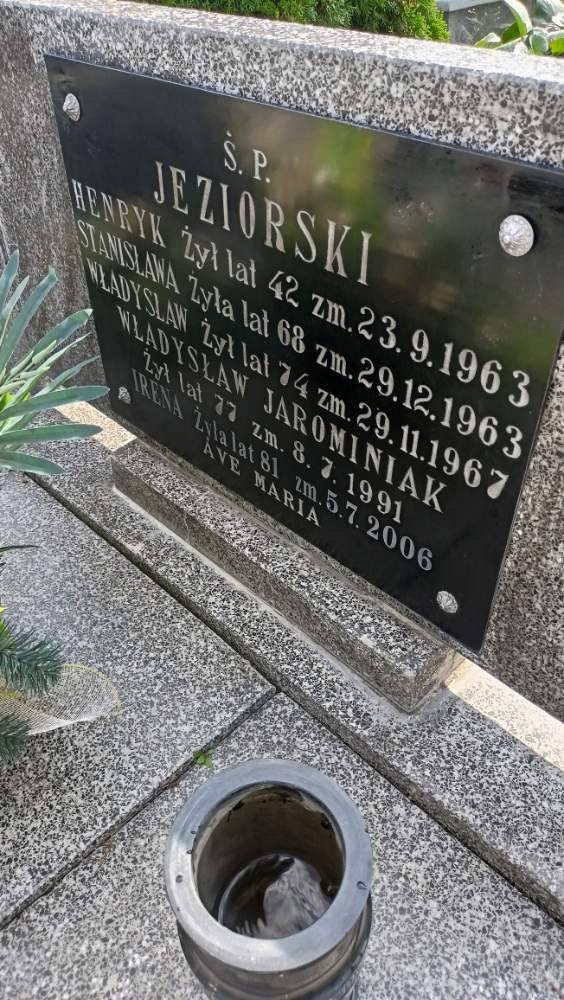 Ś. P.
JEZIORSKI
HENRYK Żył lat 42 zm. 23.9.1963
STANISŁAWA Żyła lat 68 zm. 29.12.1963
WŁADYSŁAW Żył lat 74 zm. 29.11.1967
WŁADYSŁAW JAROMINIAK
Żył lat 77 zm. 8. 7. 1991
IRENA Żyła lat 81 zm. 5.7. 2006
AVE MARIA